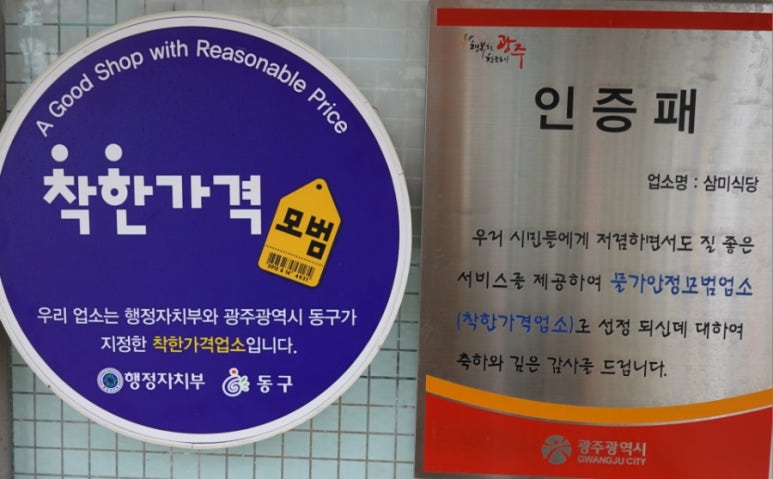 A Good Shop with Reasonable Price
착한가격
모범
우리 업소는 행정자치부와 광주광역시 동구가
지정한 착한가격업소입니다.
행정자치부 동구
행복한 광주
인증패
업소명 : 삼미식당
우리 시민들에게 저렴하면서도 질 좋은
서비스를 제공하여 물가안정모범업소
(착한가격업소)로 선정 되신데 대하여
축하와 깊은 감사를 드립니다.
광주광역시
GWANGJU CITY